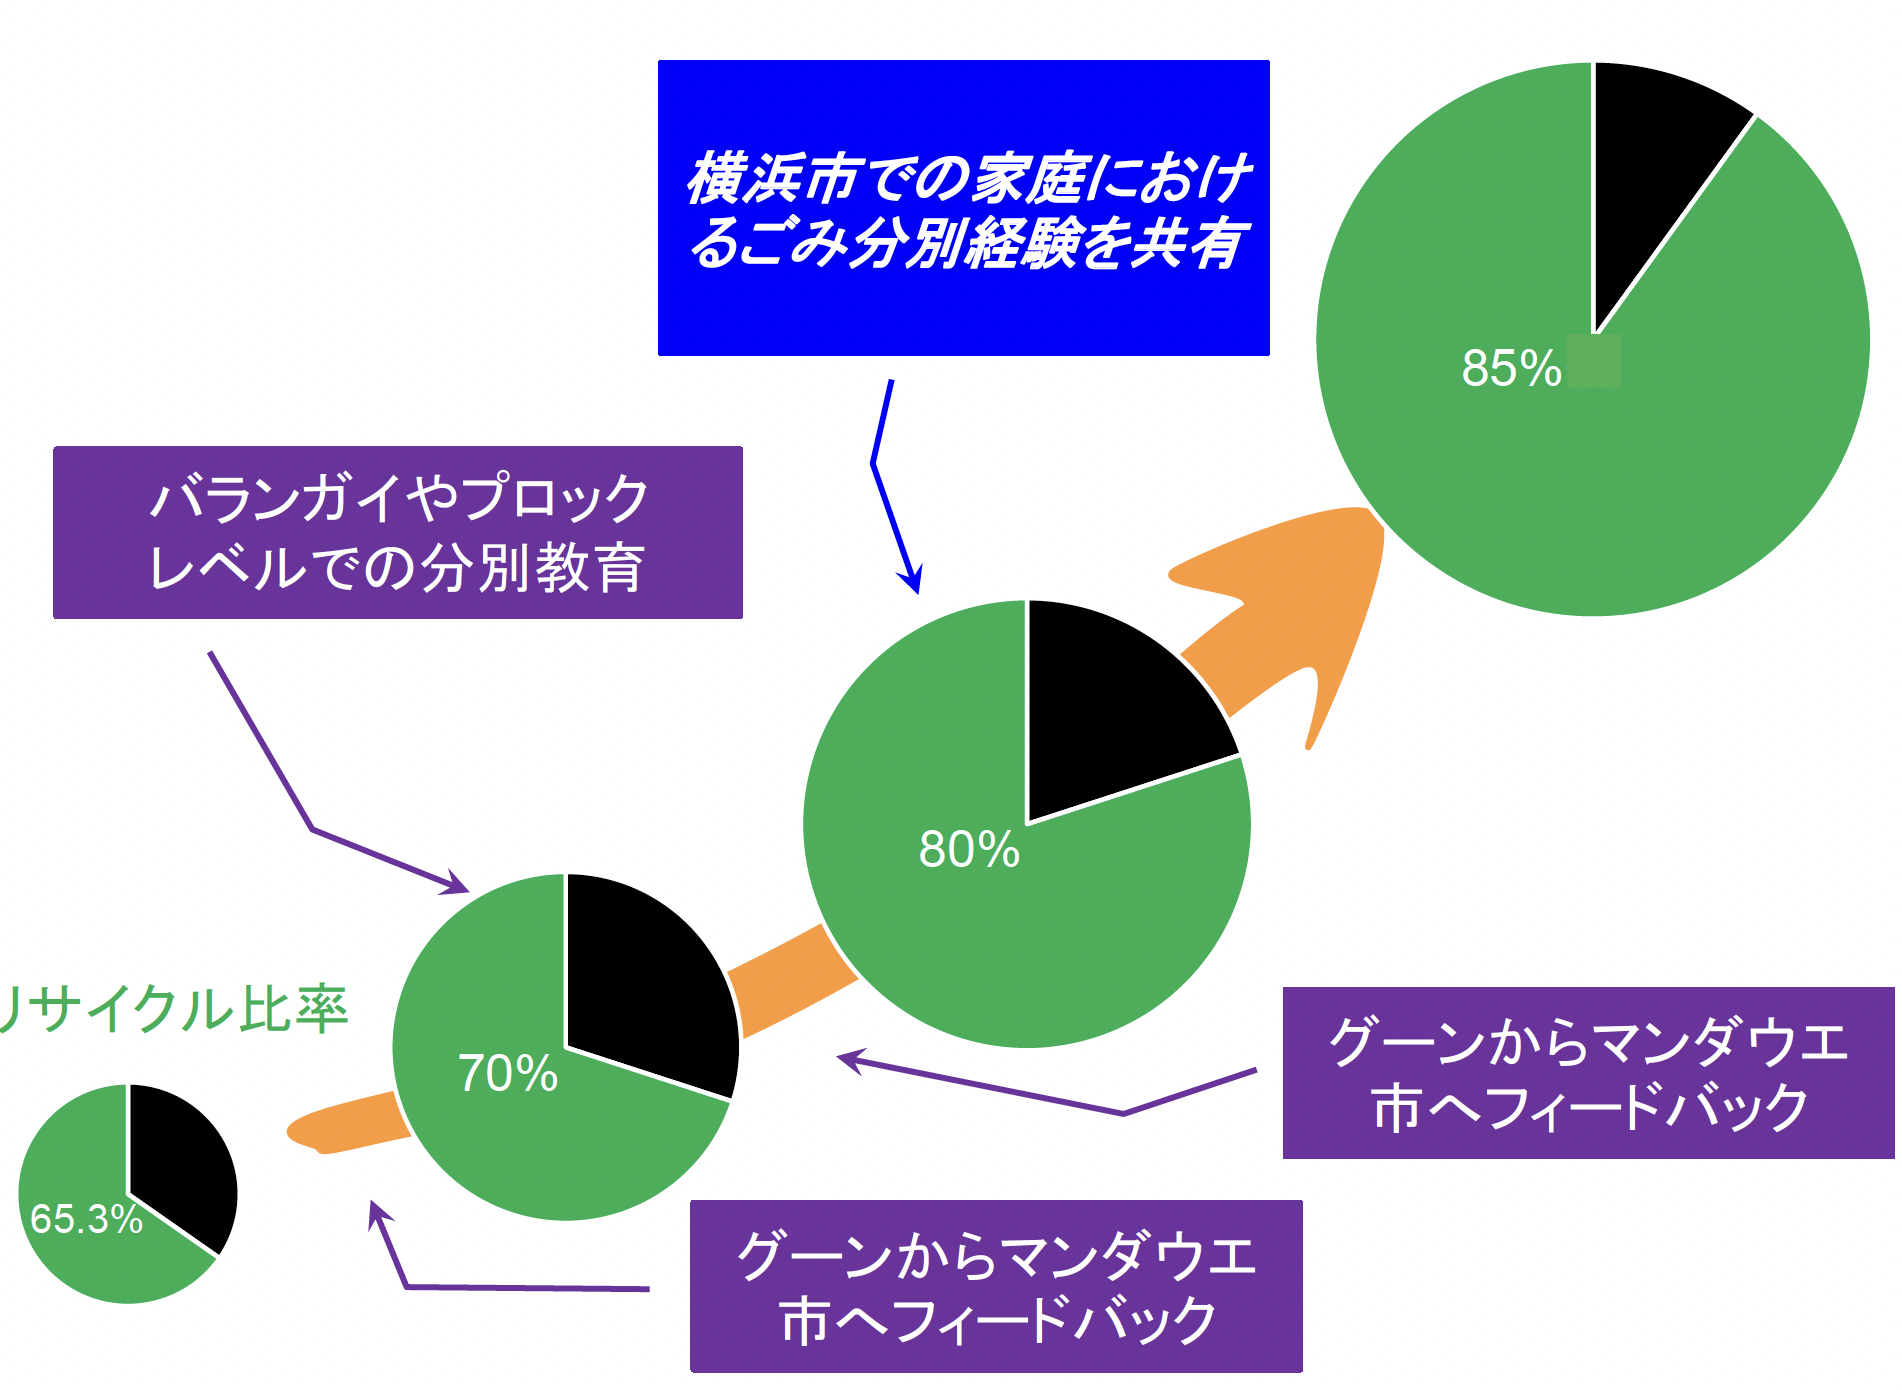 横浜市での家庭におけ
るごみ分別経験を共有
85%
バランガイやプロック
レベルでの分別教育
80%
リサイクル比率
70%
65.3%
グーンからマンダウエ
市へフィードバック
グーンからマンダウエ
市へフィードバック